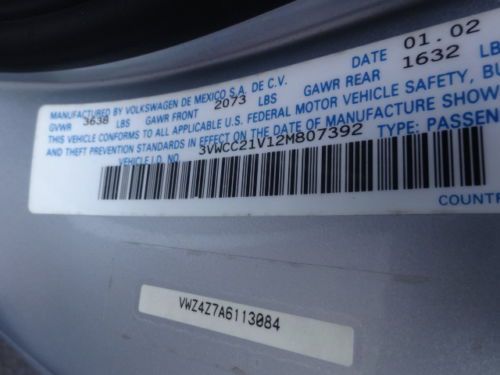 MANUFACTURED BY VOLKSWAGEN DE MEXICO S.A. DE C.V. DATE 01.02
GVWR 3638 LBS GAWR FRONT 2073 LBS GAWR REAR 1632 LB
THIS VEHICLE CONFORMS TO ALL APPLICABLE U.S. FEDERAL MOTOR VEHICLE SAFETY, BU
AND THEFT PREVENTION STANDARDS IN EFFECT ON THE DATE OF MANUFACTURE SHOW
VEHICLE I.D. NO. 3VWCC21V12M807392 TYPE: PASSEN
COUNTR
VWZ4Z7A6113084